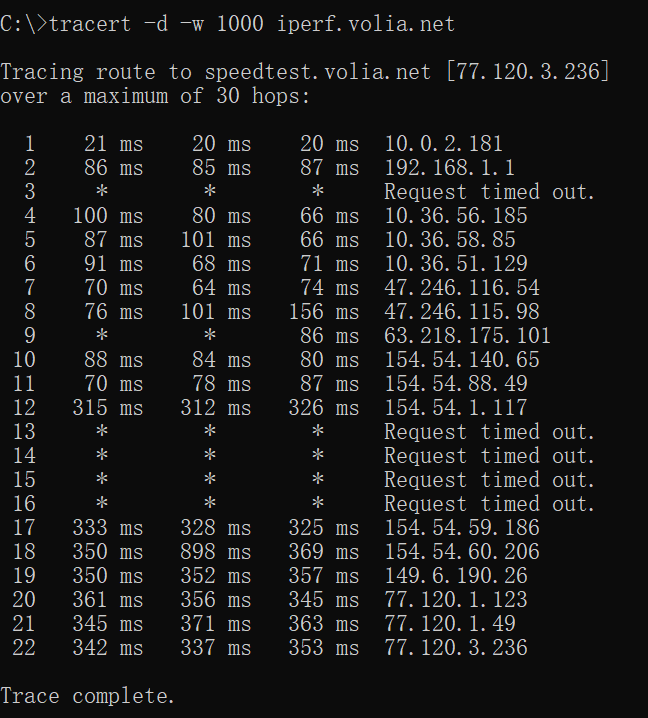 C:\>tracert -d -w 1000 iperf.volia.net
Tracing route to speedtest.volia.net [77.120.3.236]
over a maximum of 30 hops:
1 21 ms 20 ms 20 ms 10.0.2.181
2 86 ms 85 ms 87 ms 192.168.1.1
3 * * * Request timed out.
4 100 ms 80 ms 66 ms 10.36.56.185
5 87 ms 101 ms 66 ms 10.36.58.85
6 91 ms 68 ms 71 ms 10.36.51.129
7 70 ms 64 ms 74 ms 47.246.116.54
8 76 ms 101 ms 156 ms 47.246.115.98
9 * * 86 ms 63.218.175.101
10 88 ms 84 ms 80 ms 154.54.140.65
11 70 ms 78 ms 87 ms 154.54.88.49
12 315 ms 312 ms 326 ms 154.54.1.117
13 * * * Request timed out.
14 * * * Request timed out.
15 * * * Request timed out.
16 * * * Request timed out.
17 333 ms 328 ms 325 ms 154.54.59.186
18 350 ms 898 ms 369 ms 154.54.60.206
19 350 ms 352 ms 357 ms 149.6.190.26
20 361 ms 356 ms 345 ms 77.120.1.123
21 345 ms 371 ms 363 ms 77.120.1.49
22 342 ms 337 ms 353 ms 77.120.3.236
Trace complete.